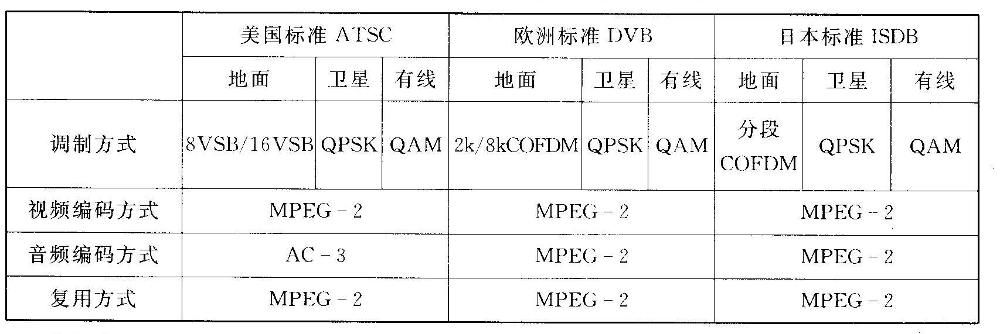 美国标准 ATSC 欧洲标准 DVB 日本标准 ISDB
地面 卫星 有线 地面 卫星 有线 地面 卫星 有线
调制方式 8VSB/16VSB QPSK QAM 2k/8kCOFDM QPSK QAM 分段 COFDM QPSK QAM
视频编码方式 MPEG-2 MPEG-2 MPEG-2
音频编码方式 AC-3 MPEG-2 MPEG-2
复用方式 MPEG-2 MPEG-2 MPEG-2